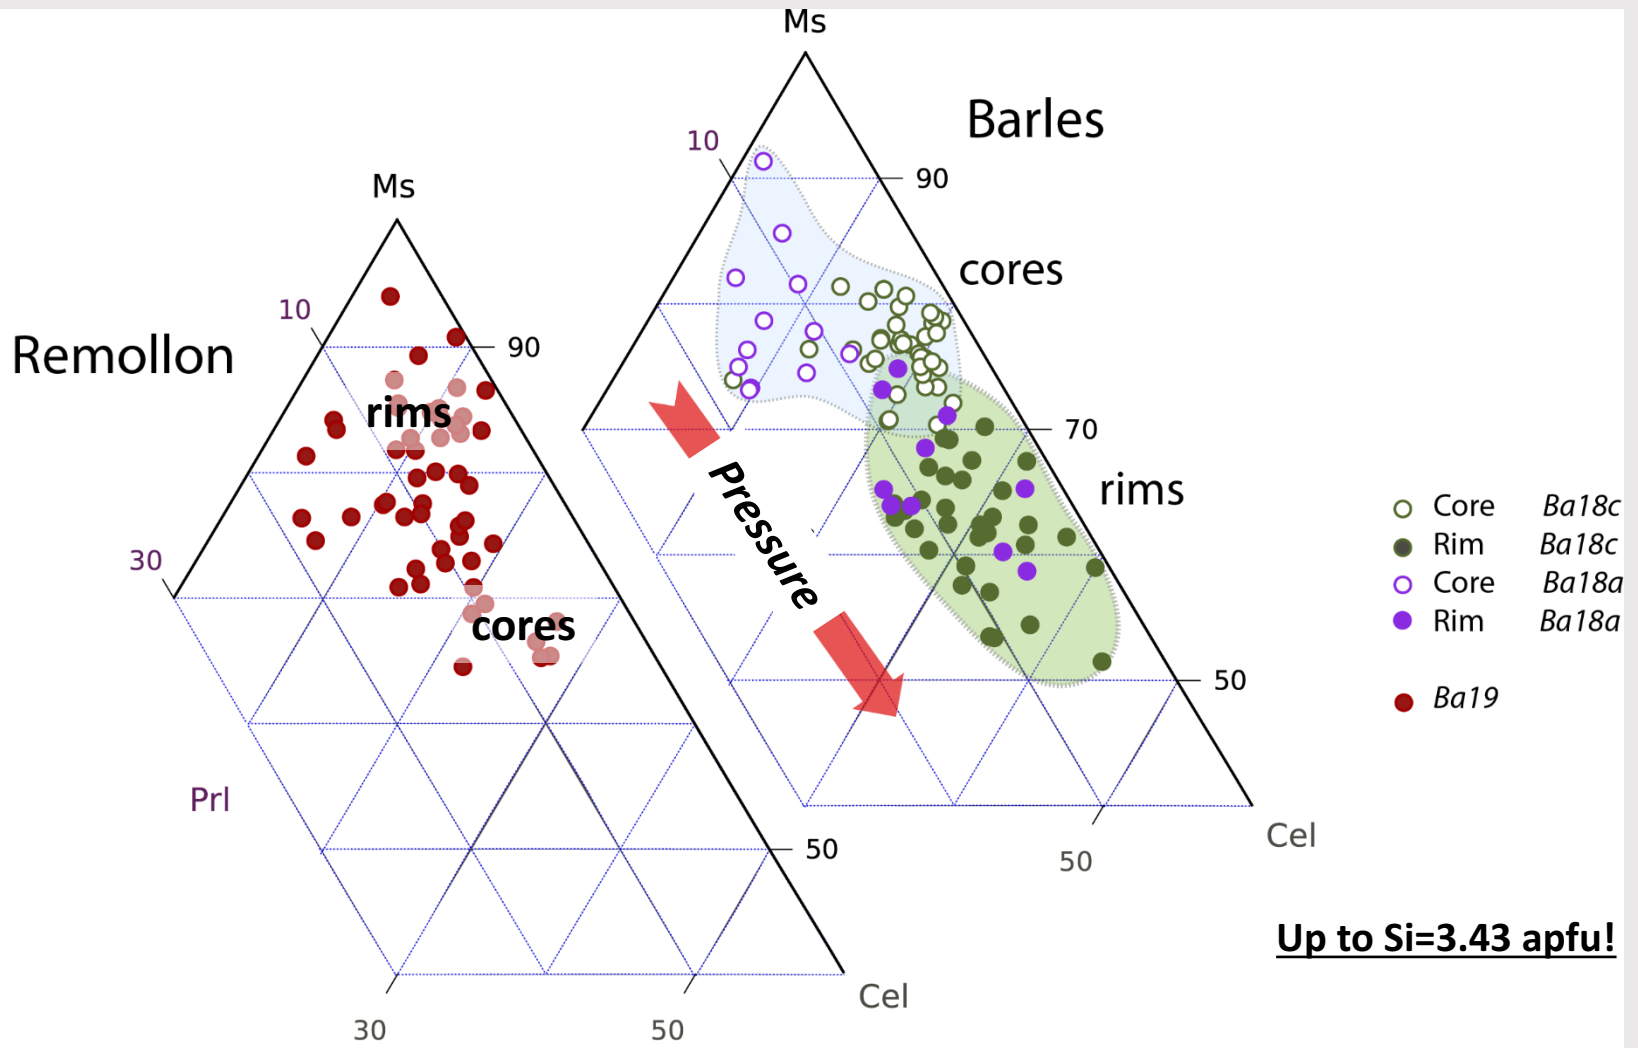 Ms
Barles
10
90
cores
Ms
10
90
Remollon
rims
70
rims
Pressure
30
cores
50
Prl
50
Cel
50
Cel
30
50
Core Ba18c
Rim Ba18c
Core Ba18a
Rim Ba18a
Ba19
Up to Si=3.43 apfu!